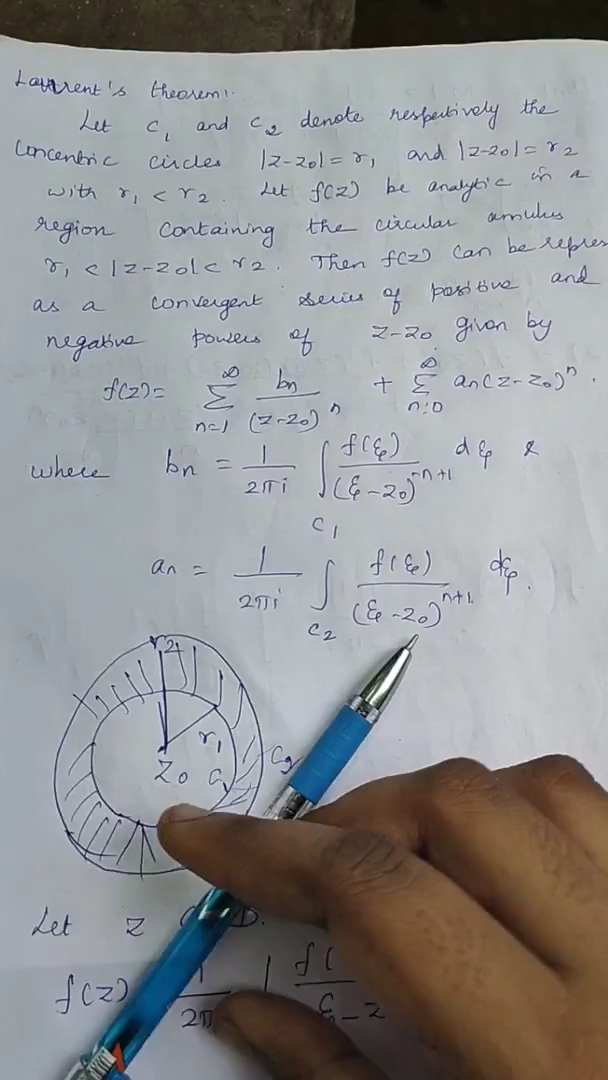 Laurent's theorem:
Let C₁ and C₂ denote respectively the
concentric circles |z-z₀| = r₁ and |z-z₀| = r₂
with r₁ < r₂. Let f(z) be analytic in a
region containing the circular annulus
r₁ < |z-z₀| < r₂. Then f(z) can be
as a convergent series of positive and
negative powers of z-z₀ given by
f(z) = ∞ Σ n=1 bn/(z-z₀)^n + ∞ Σ n=0 an(z-z₀)^n.
where bn = 1/2πi ∫ C₁ f(ξ)/(ξ-z₀)^-n+1 dξ &
an = 1/2πi ∫ C₂ f(ξ)/(ξ-z₀)^n+1 dξ.
r₂
r₁
z₀ C₁ C₂
Let z D.
f(z) 1/2π f(/ξ-z